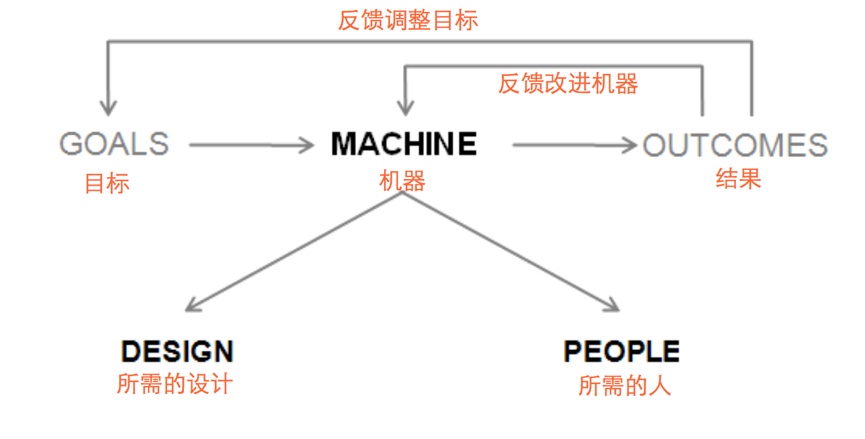 反馈调整目标
反馈改进机器
GOALS
MACHINE
OUTCOMES
目标
机器
结果
DESIGN
PEOPLE
所需的设计
所需的人